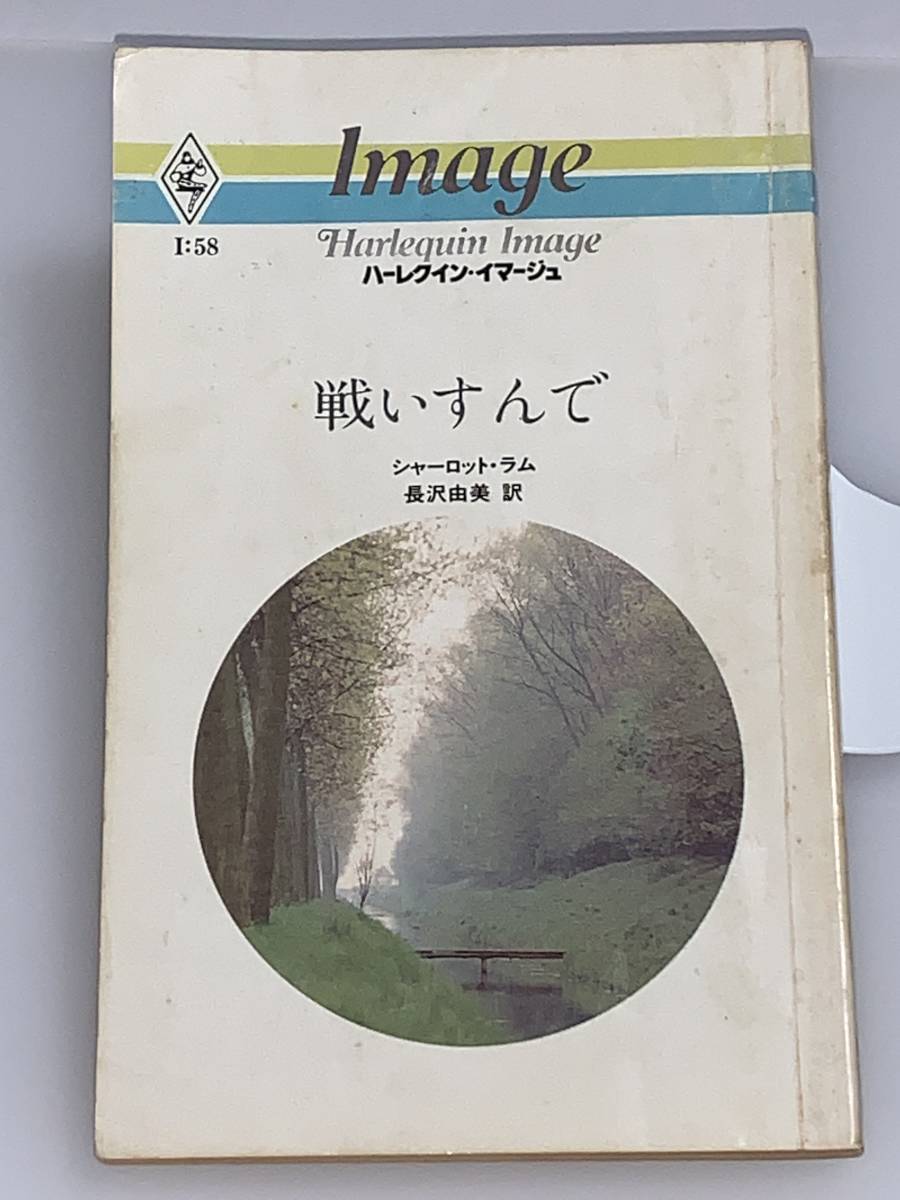 Image
I:58
Harlequin Image
ハーレクイン・イマージュ
戦いすんで
シャーロット・ラム
長沢由美 訳